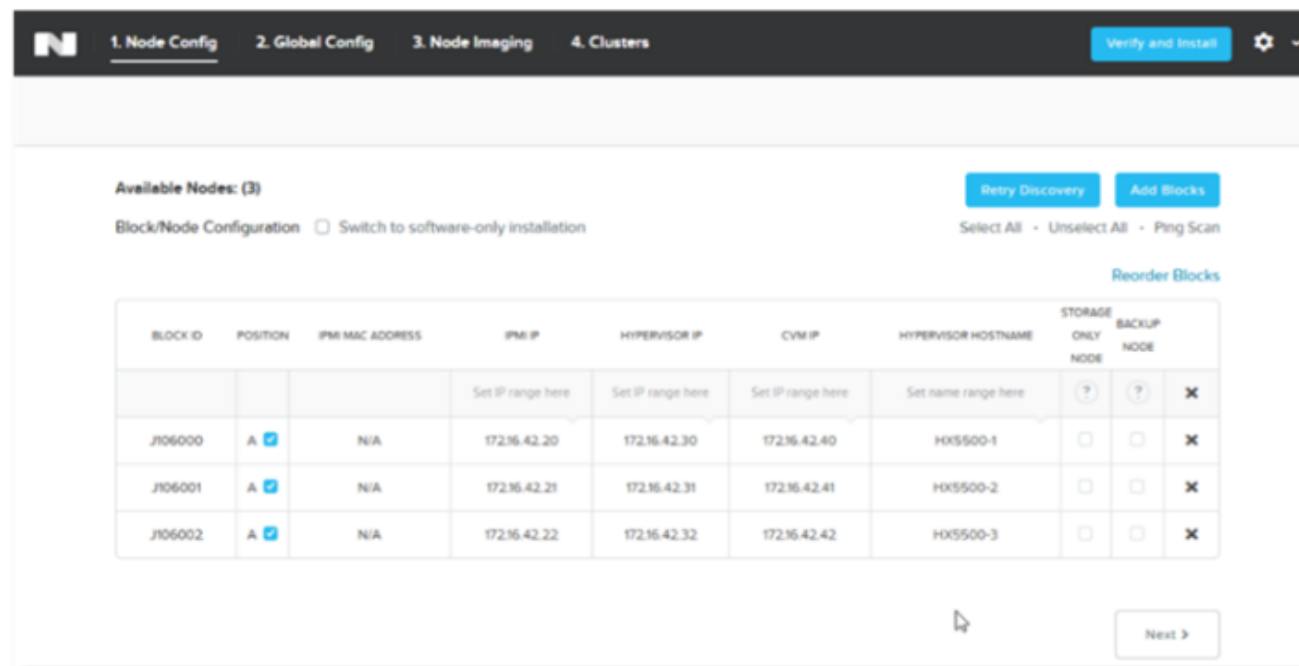 1. Node Config 2. Global Config 3. Node Imaging 4. Clusters Verify and Install
Available Nodes: (3) Retry Discovery Add Blocks
Block/Node Configuration Switch to software-only installation Select All - Unselect All - Ping Scan
Reorder Blocks
BLOCK ID POSITION IPMI MAC ADDRESS IPMI IP HYPERVISOR IP CVM IP HYPERVISOR HOSTNAME STORAGE ONLY NODE BACKUP NODE
Set IP range here Set IP range here Set IP range here Set name range here ? ?
J106000 A N/A 172.16.42.20 172.16.42.30 172.16.42.40 HX5500-1
J106001 A N/A 172.16.42.21 172.16.42.31 172.16.42.41 HX5500-2
J106002 A N/A 172.16.42.22 172.16.42.32 172.16.42.42 HX5500-3
Next >